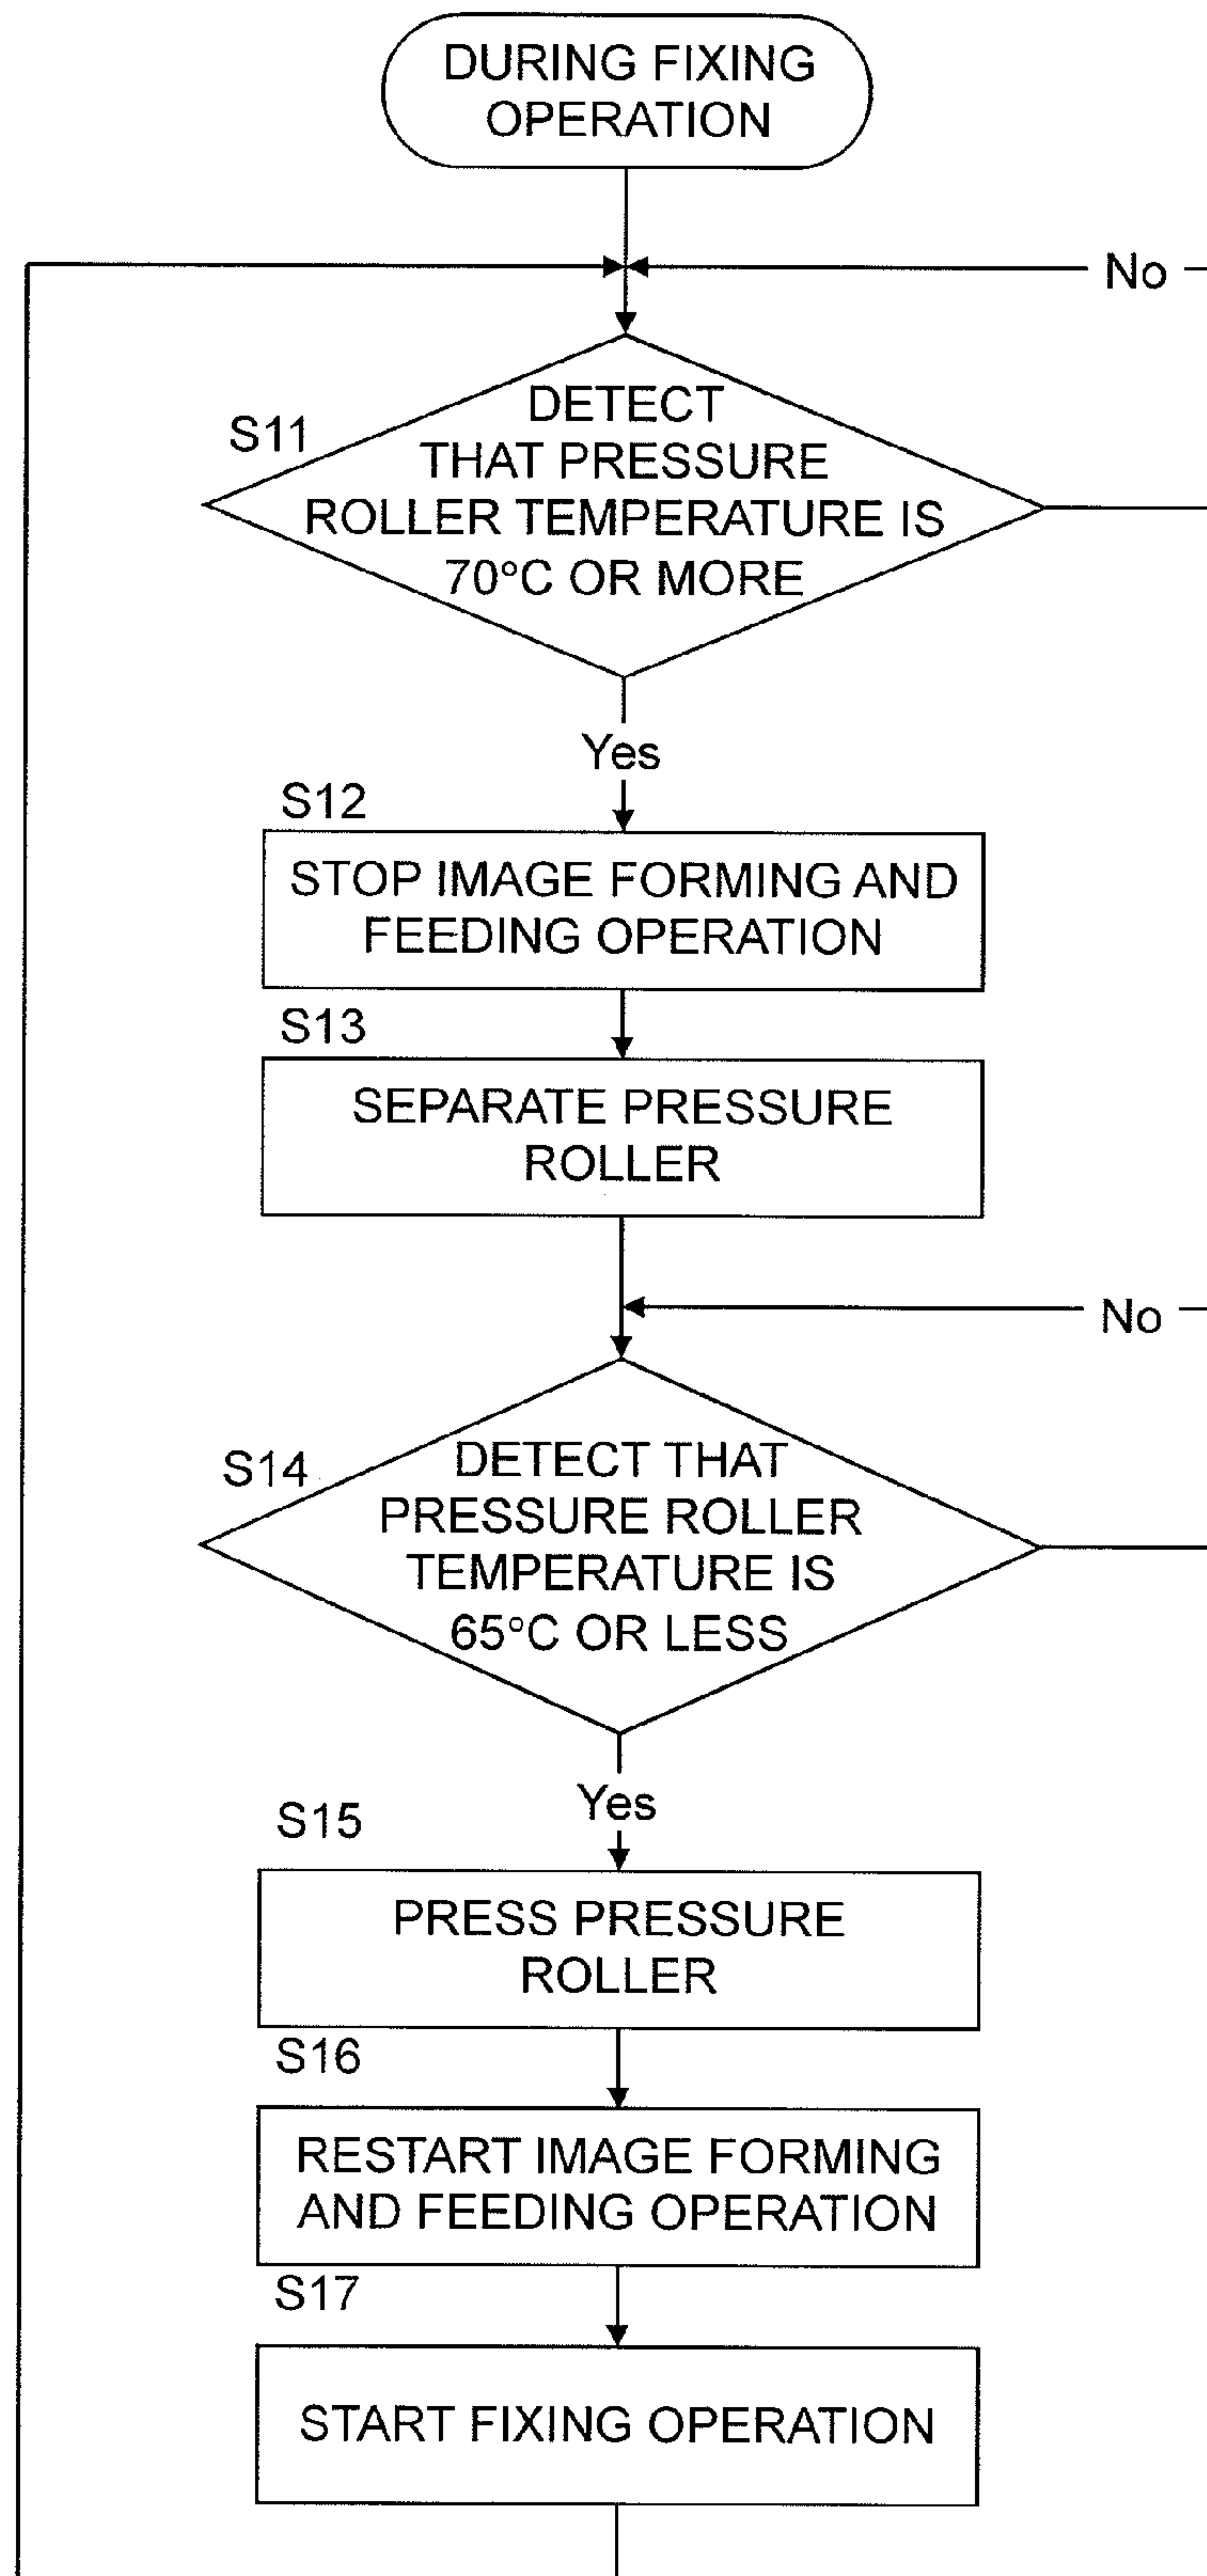 DURING FIXING
OPERATION
No
S11
DETECT
THAT PRESSURE
ROLLER TEMPERATURE IS
70°C OR MORE
Yes
S12
STOP IMAGE FORMING AND
FEEDING OPERATION
S13
SEPARATE PRESSURE
ROLLER
No
S14
DETECT THAT
PRESSURE ROLLER
TEMPERATURE IS
65°C OR LESS
Yes
S15
PRESS PRESSURE
ROLLER
S16
RESTART IMAGE FORMING
AND FEEDING OPERATION
S17
START FIXING OPERATION